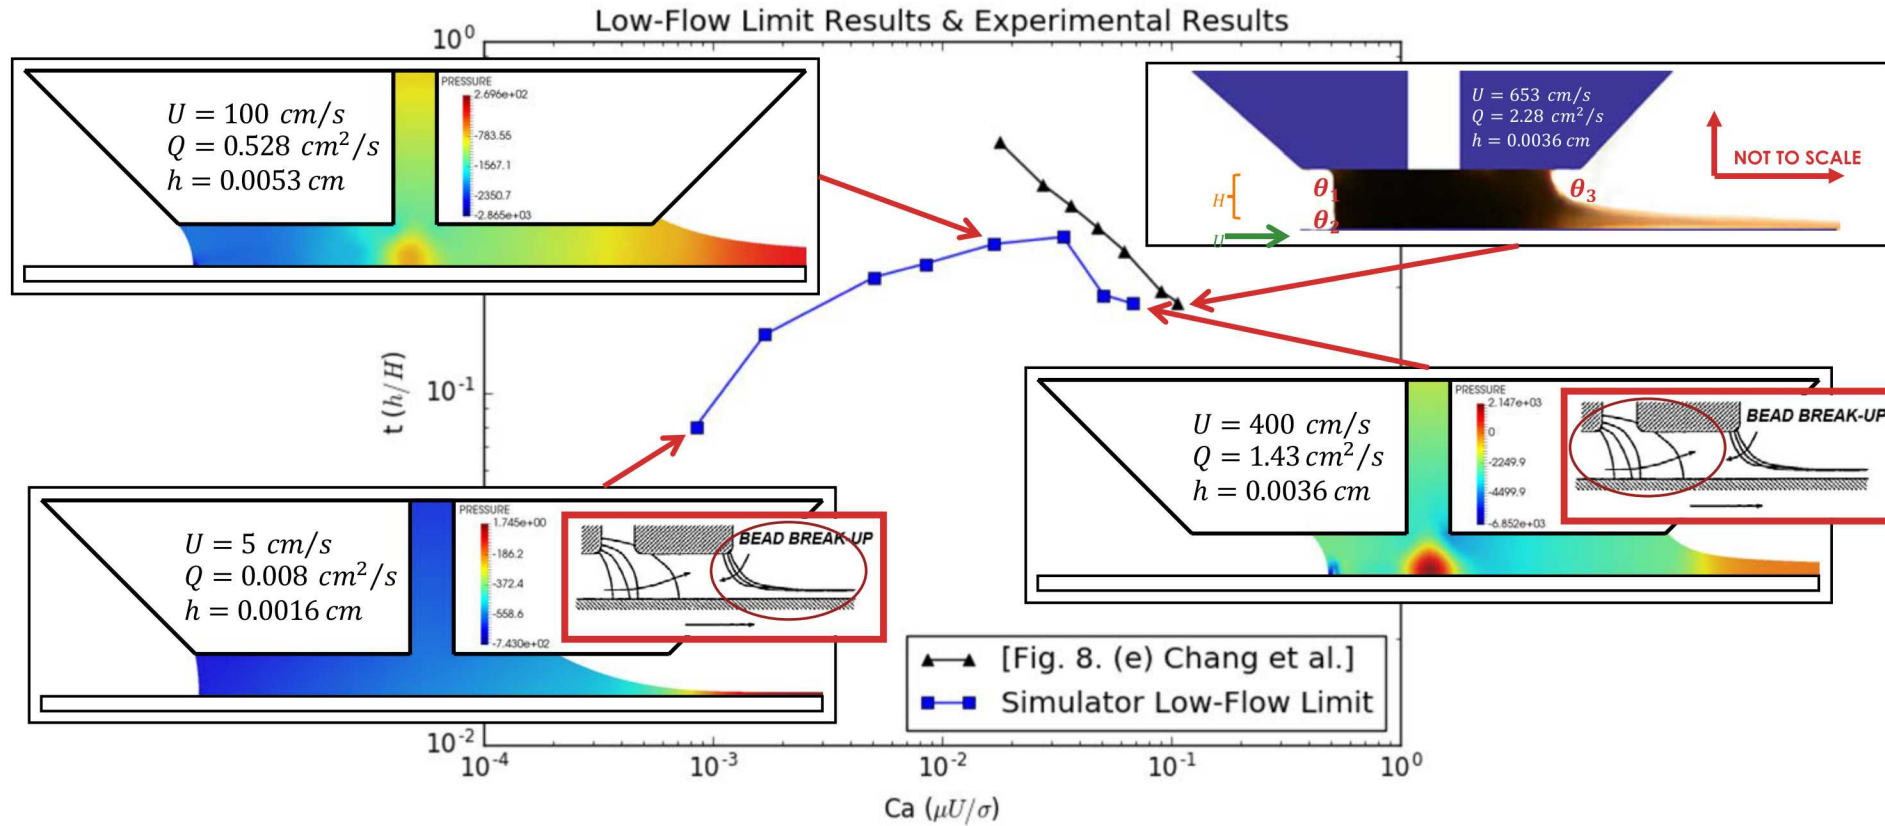 Low-Flow Limit Results & Experimental Results
10⁰
U = 100 cm/s
Q = 0.528 cm²/s
h = 0.0053 cm
PRESSURE
2.696e+02
-783.55
-1567.1
-2350.7
-2.865e+03
U = 653 cm/s
Q = 2.28 cm²/s
h = 0.0036 cm
NOT TO SCALE
θ₁
θ₃
H
θ₂
U
t (h/H)
10⁻¹
U = 400 cm/s
Q = 1.43 cm²/s
h = 0.0036 cm
PRESSURE
2.147e+03
0
-2249.9
-4499.9
-6.852e+03
BEAD BREAK-UP
U = 5 cm/s
Q = 0.008 cm²/s
h = 0.0016 cm
PRESSURE
1.745e+00
-186.2
-372.4
-558.6
-7.430e+02
BEAD BREAK-UP
[Fig. 8. (e) Chang et al.]
Simulator Low-Flow Limit
10⁻²
10⁻⁴
10⁻³
10⁻²
10⁻¹
10⁰
Ca (μU/σ)